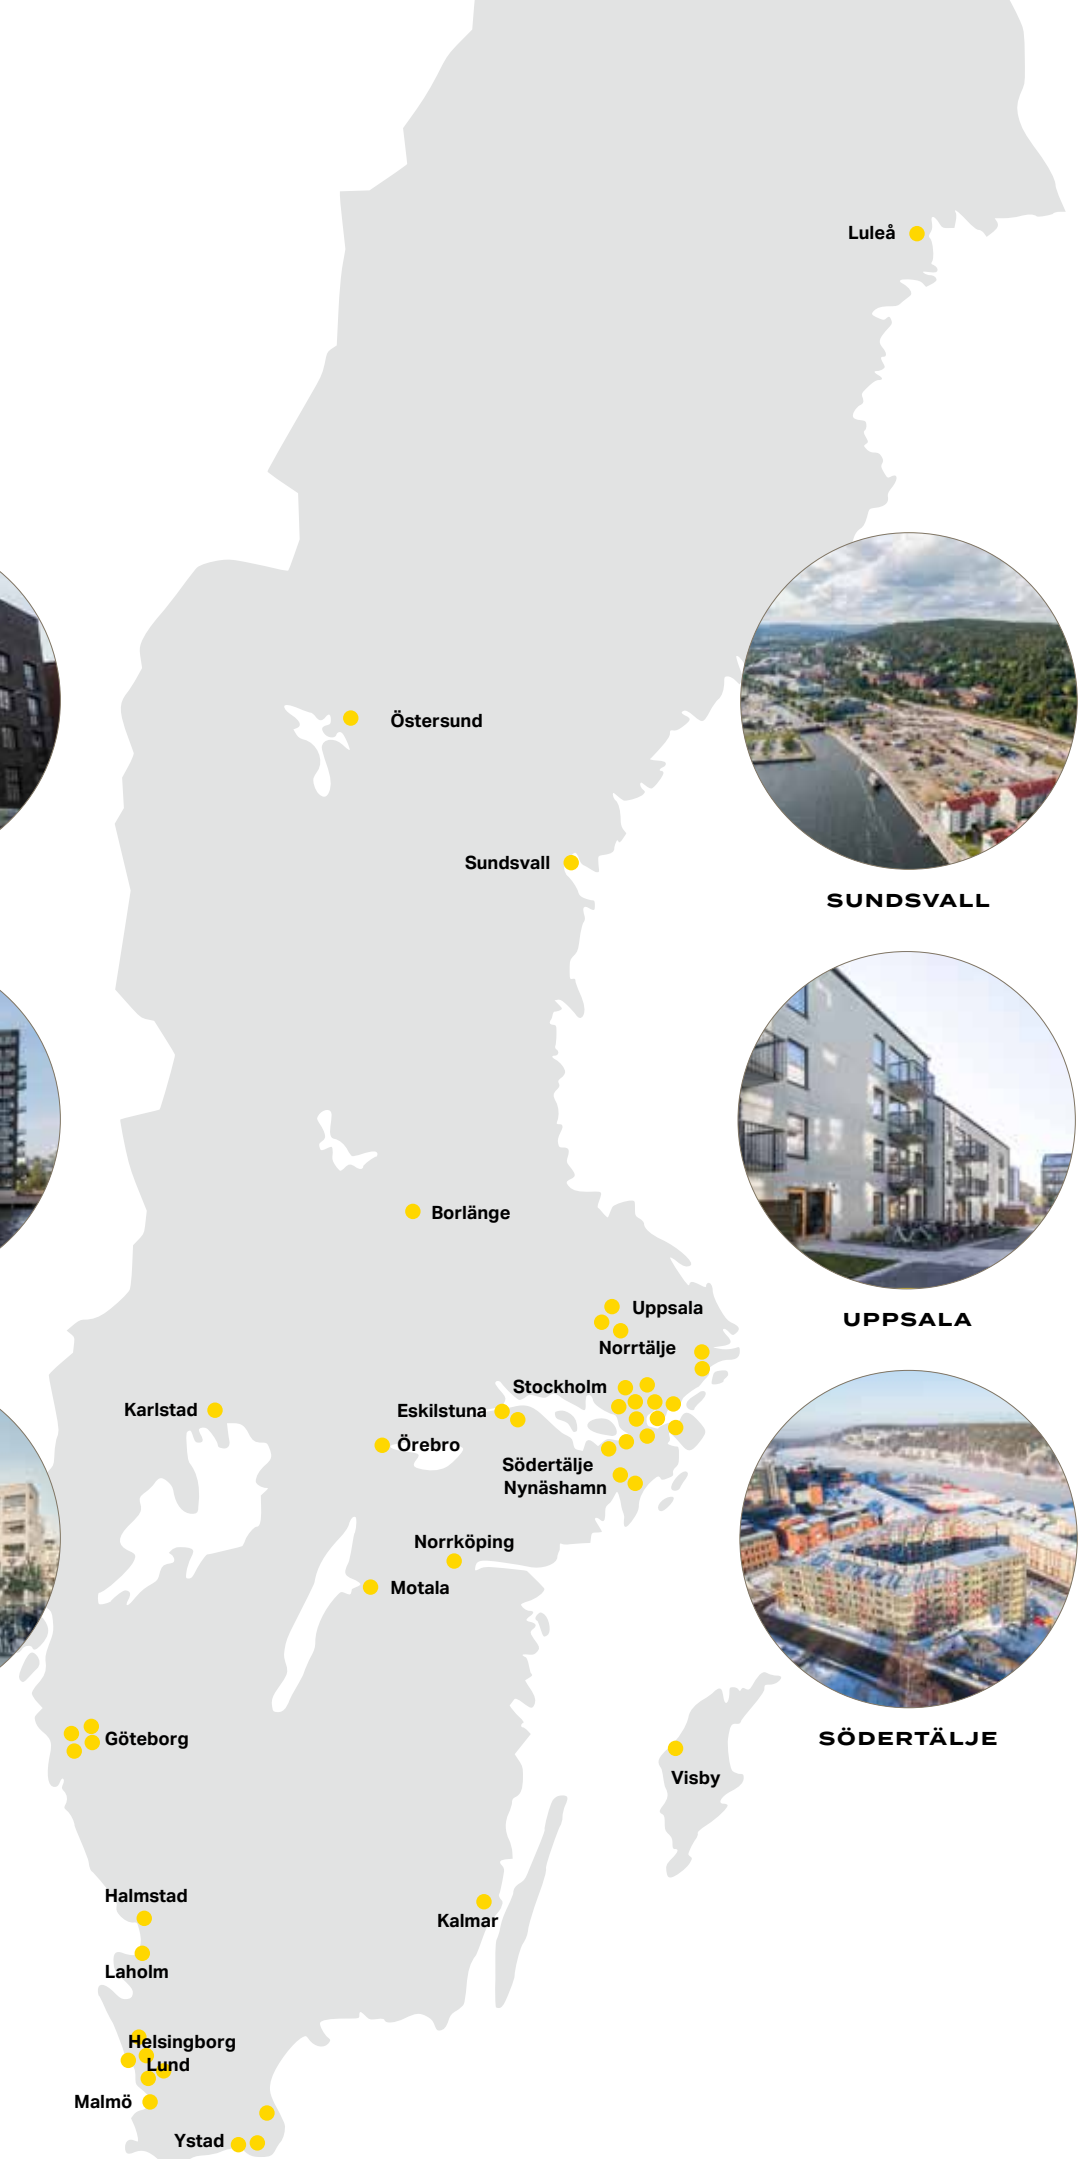 Luleå
Östersund
Sundsvall
SUNDSVALL
Borlänge
Uppsala
UPPSALA
Norrtälje
Stockholm
Karlstad
Eskilstuna
Örebro
Södertälje
Nynäshamn
Norrköping
Motala
Göteborg
SÖDERTÄLJE
Visby
Halmstad
Kalmar
Laholm
Helsingborg
Lund
Malmö
Ystad